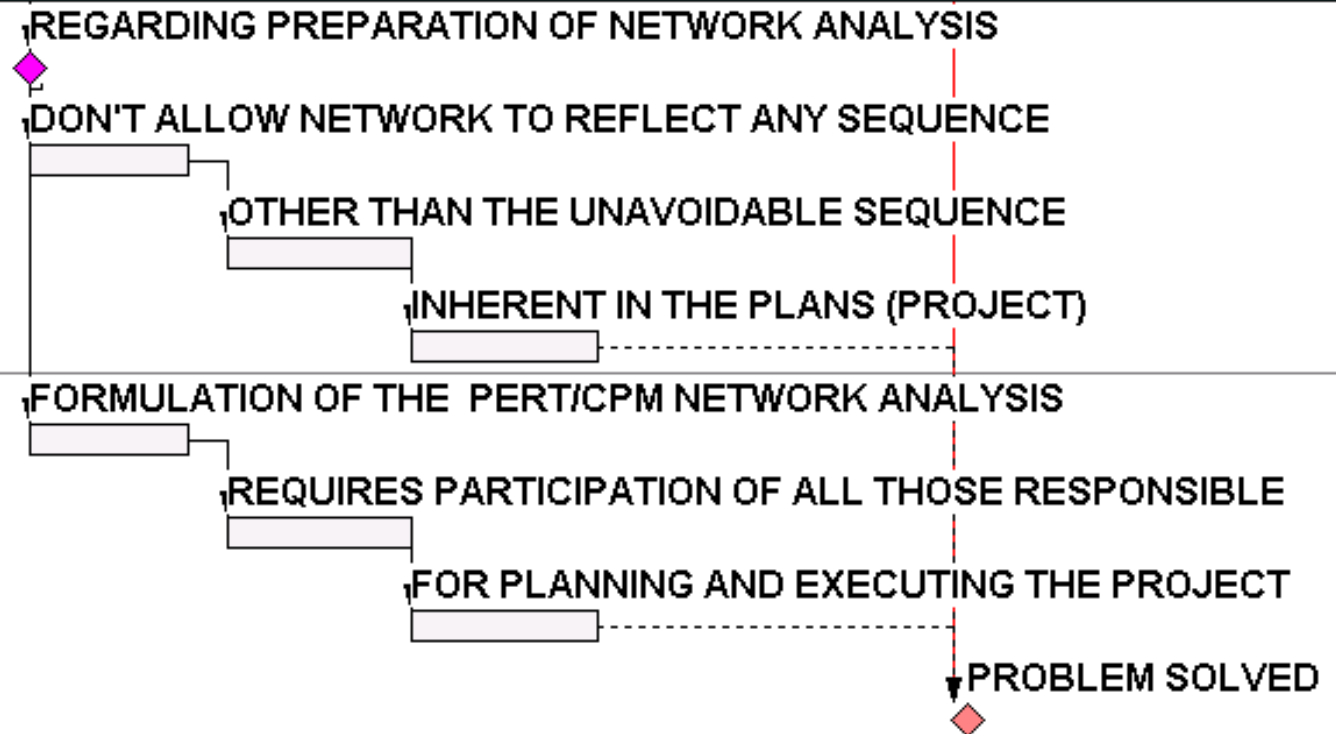 REGARDING PREPARATION OF NETWORK ANALYSIS
DON'T ALLOW NETWORK TO REFLECT ANY SEQUENCE
OTHER THAN THE UNAVOIDABLE SEQUENCE
INHERENT IN THE PLANS (PROJECT)
FORMULATION OF THE  PERT/CPM NETWORK ANALYSIS
REQUIRES PARTICIPATION OF ALL THOSE RESPONSIBLE
FOR PLANNING AND EXECUTING THE PROJECT
PROBLEM SOLVED